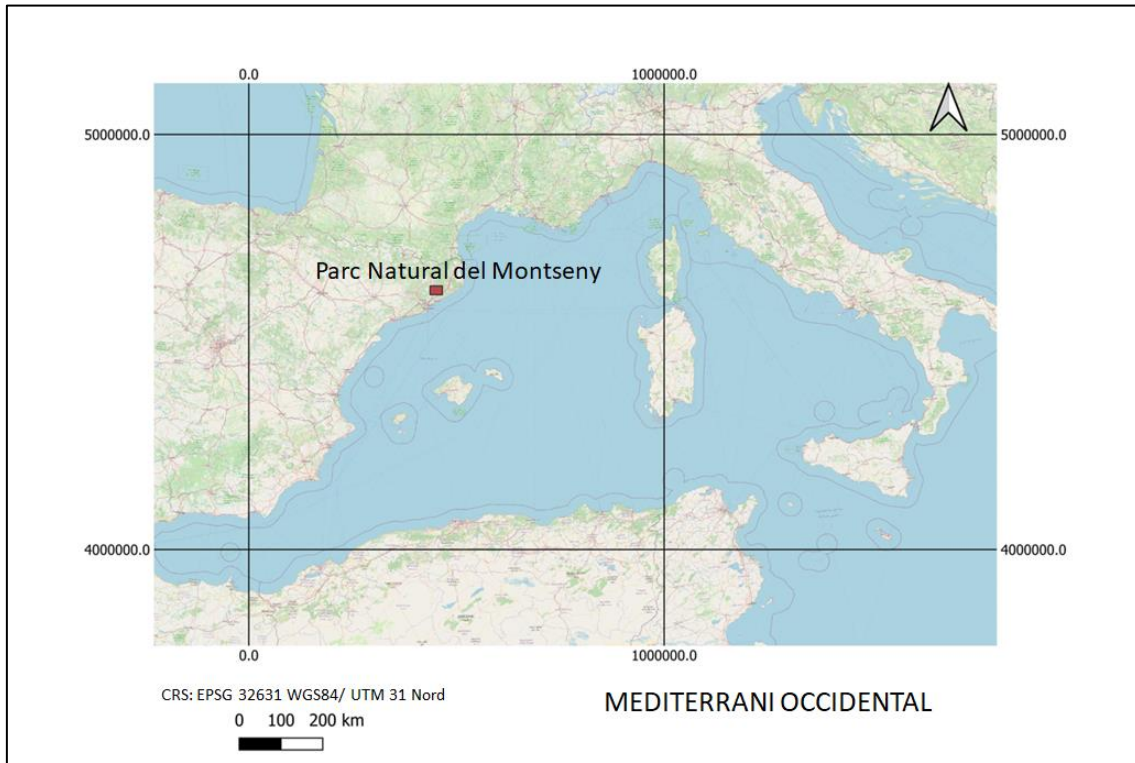 0.0 1000000.0
5000000.0 5000000.0
Parc Natural del Montseny
4000000.0 4000000.0
0.0 1000000.0
CRS: EPSG 32631 WGS84/ UTM 31 Nord
MEDITERRANI OCCIDENTAL
0 100 200 km